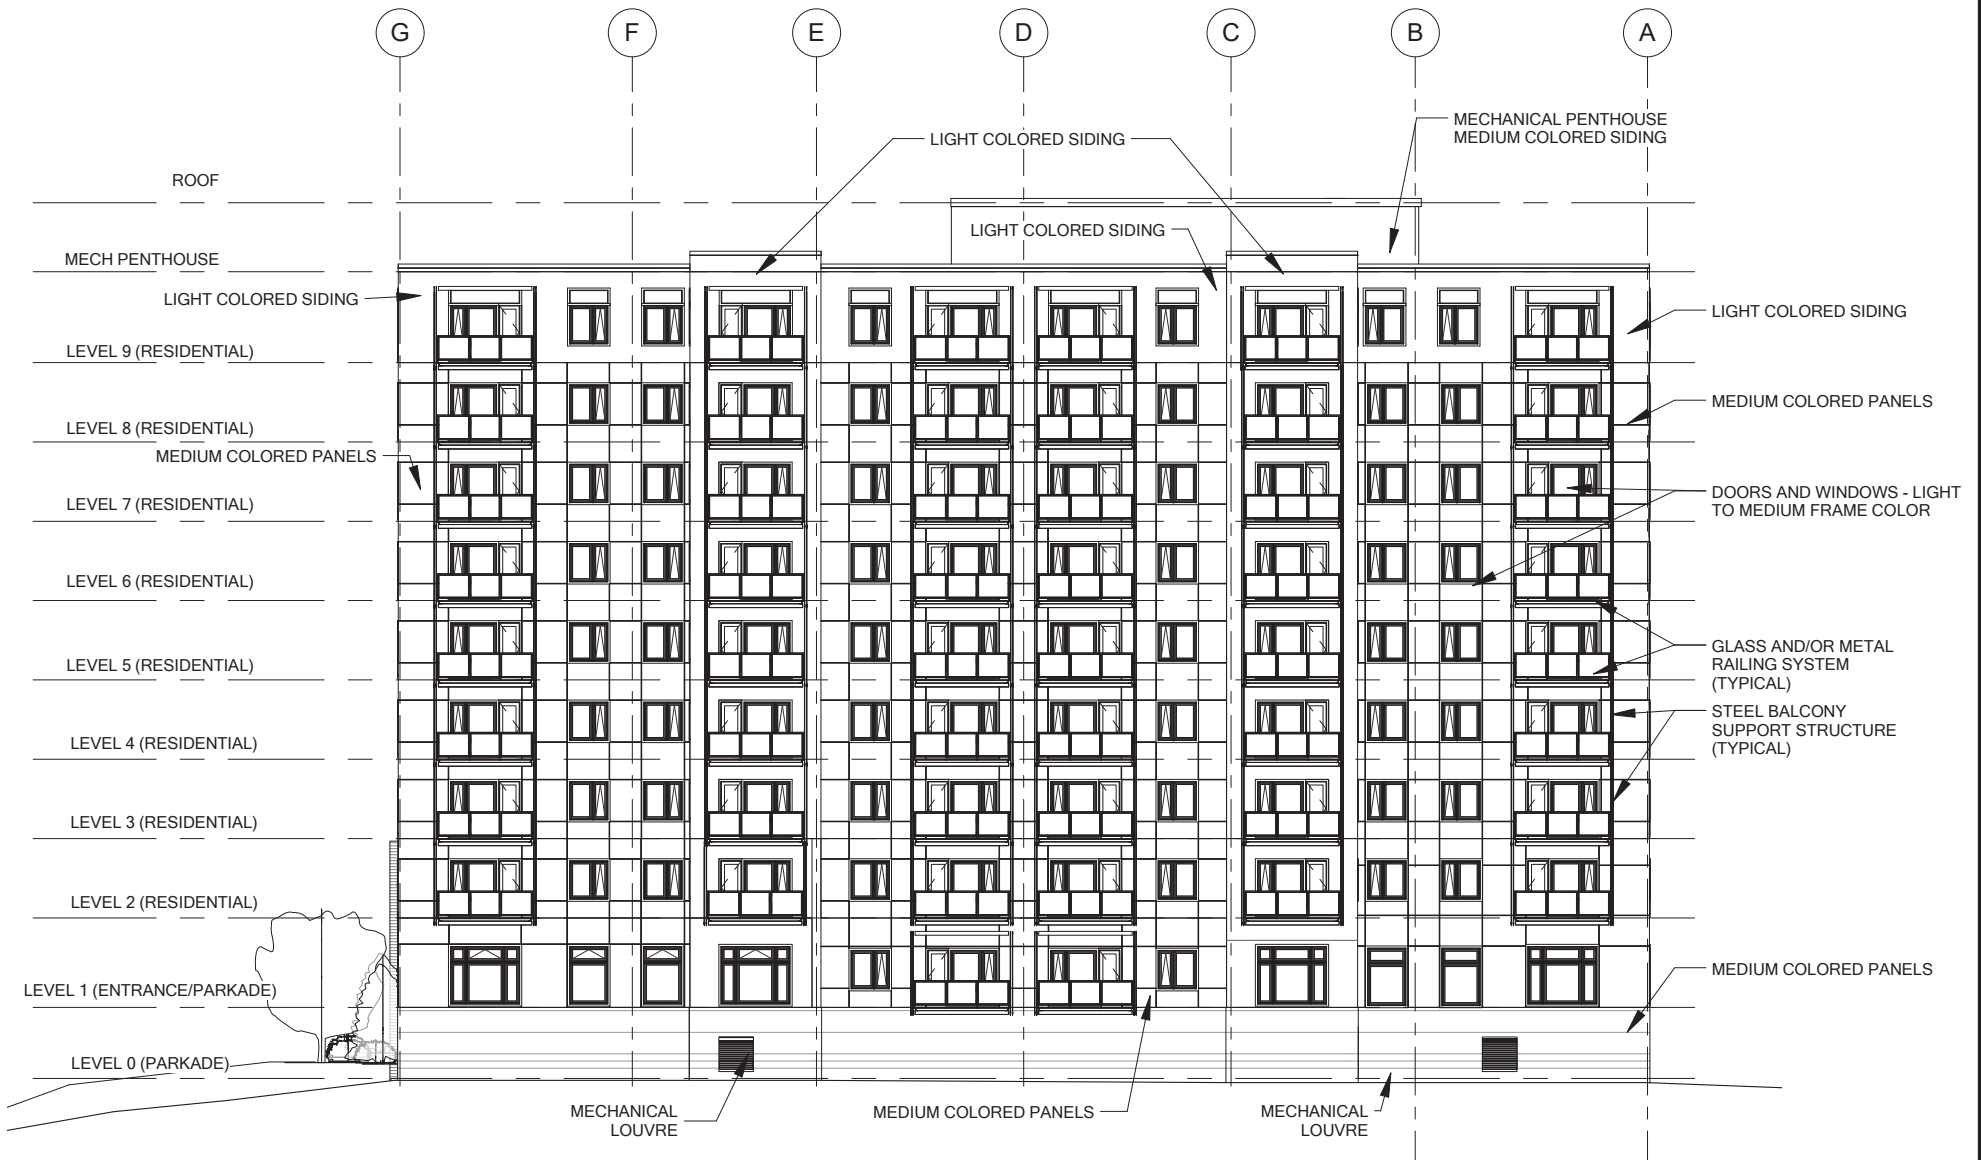 G F E D C B A
MECHANICAL PENTHOUSE
MEDIUM COLORED SIDING
LIGHT COLORED SIDING
ROOF
LIGHT COLORED SIDING
MECH PENTHOUSE
LIGHT COLORED SIDING
LIGHT COLORED SIDING
LEVEL 9 (RESIDENTIAL)
MEDIUM COLORED PANELS
LEVEL 8 (RESIDENTIAL)
MEDIUM COLORED PANELS
DOORS AND WINDOWS - LIGHT
TO MEDIUM FRAME COLOR
LEVEL 7 (RESIDENTIAL)
LEVEL 6 (RESIDENTIAL)
GLASS AND/OR METAL
RAILING SYSTEM
(TYPICAL)
LEVEL 5 (RESIDENTIAL)
STEEL BALCONY
SUPPORT STRUCTURE
(TYPICAL)
LEVEL 4 (RESIDENTIAL)
LEVEL 3 (RESIDENTIAL)
LEVEL 2 (RESIDENTIAL)
MEDIUM COLORED PANELS
LEVEL 1 (ENTRANCE/PARKADE)
LEVEL 0 (PARKADE)
MECHANICAL
LOUVRE
MEDIUM COLORED PANELS
MECHANICAL
LOUVRE